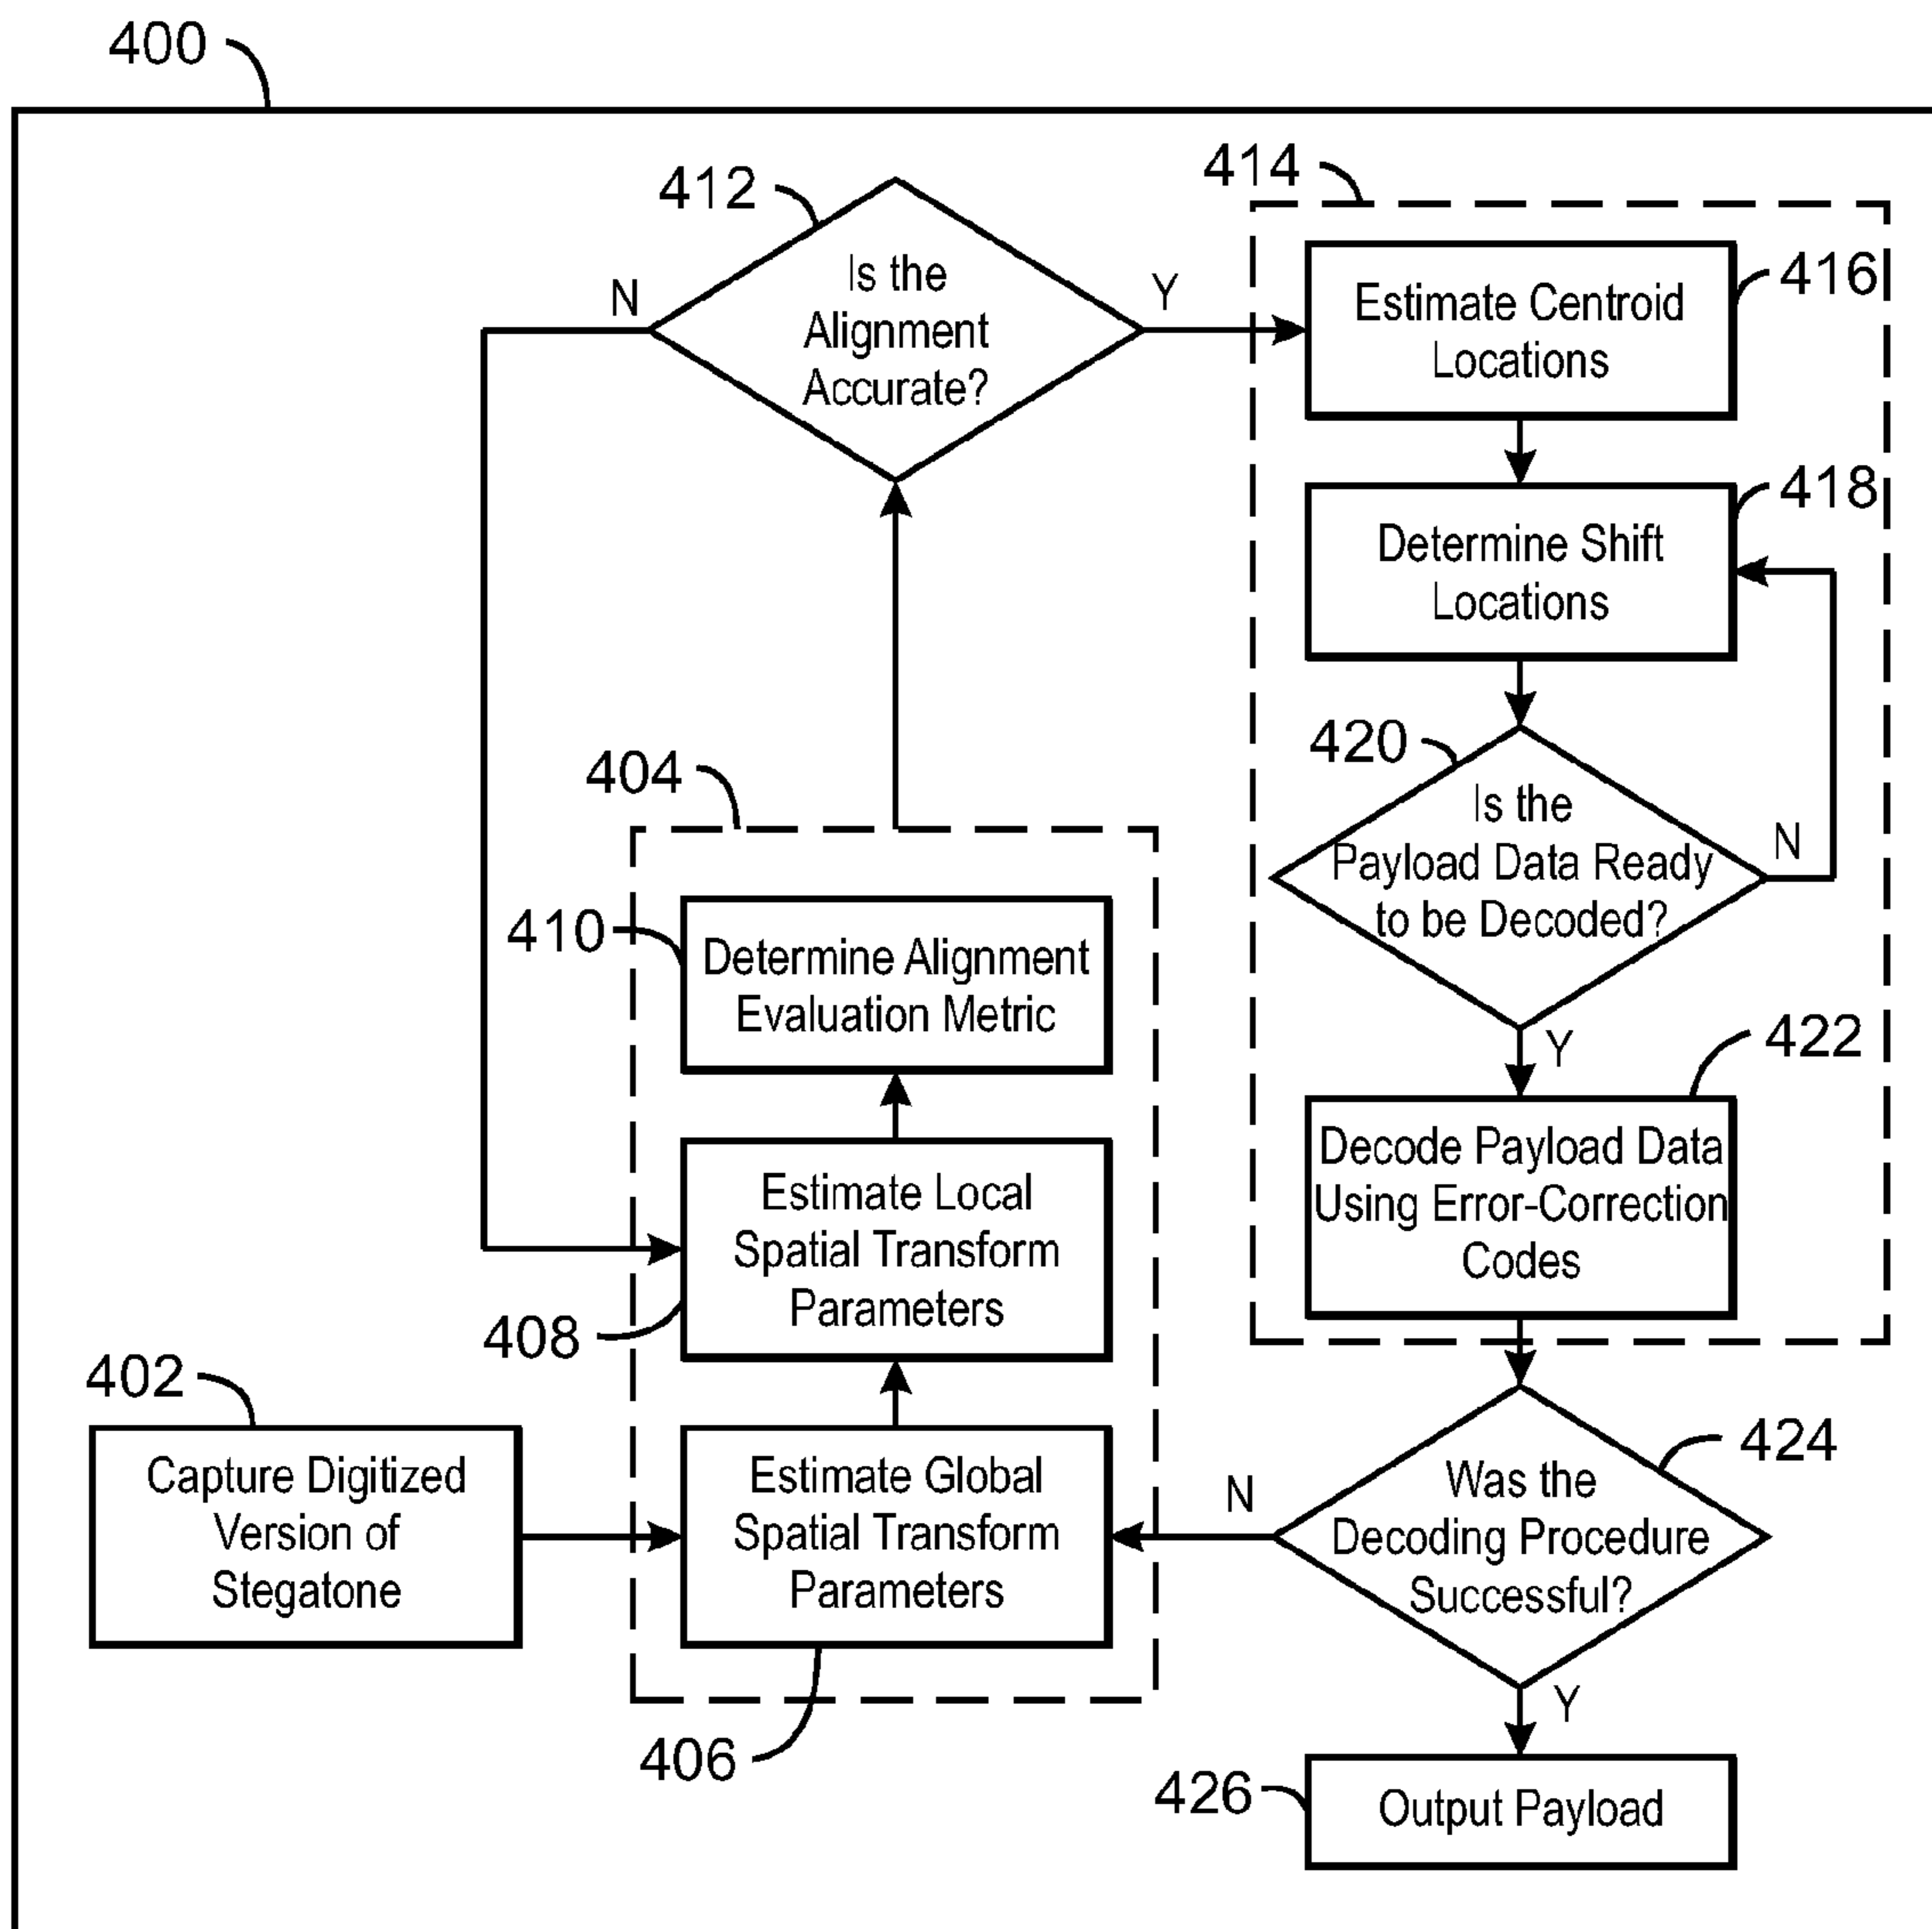 400
412
Is the
Alignment
Accurate?
N
Y
414
Estimate Centroid
Locations
416
Determine Shift
Locations
418
420
Is the
Payload Data Ready
to be Decoded?
N
Y
404
410
Determine Alignment
Evaluation Metric
422
Decode Payload Data
Using Error-Correction
Codes
Estimate Local
Spatial Transform
Parameters
408
402
Capture Digitized
Version of
Stegatone
Estimate Global
Spatial Transform
Parameters
406
N
Was the
Decoding Procedure
Successful?
424
Y
426
Output Payload